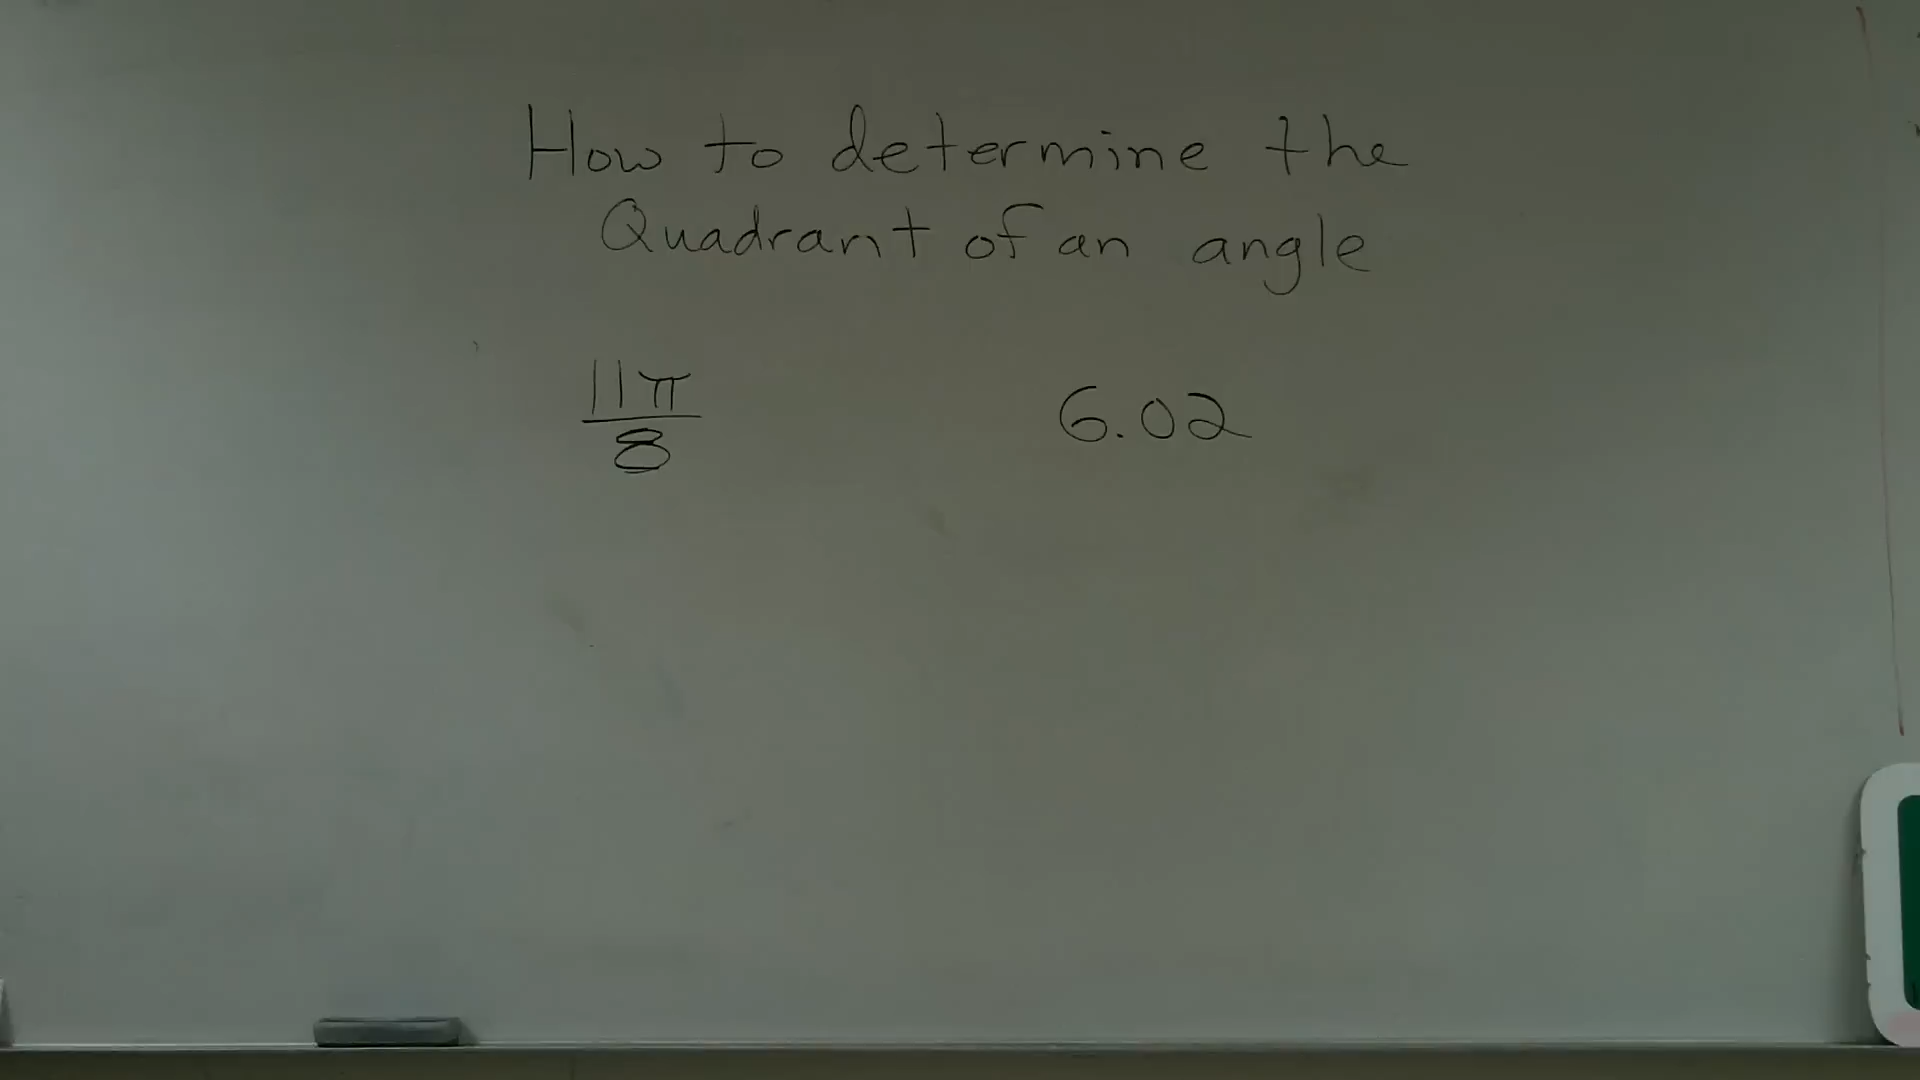 How to determine the
Quadrant of an angle
11π/8
6.02